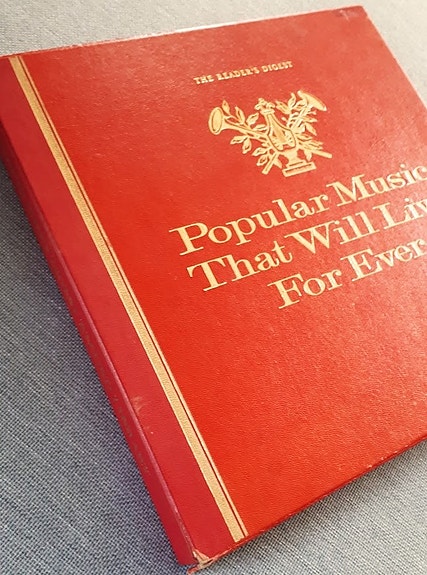 THE READER'S DIGEST
Popular Music
That Will Liv
For Ever